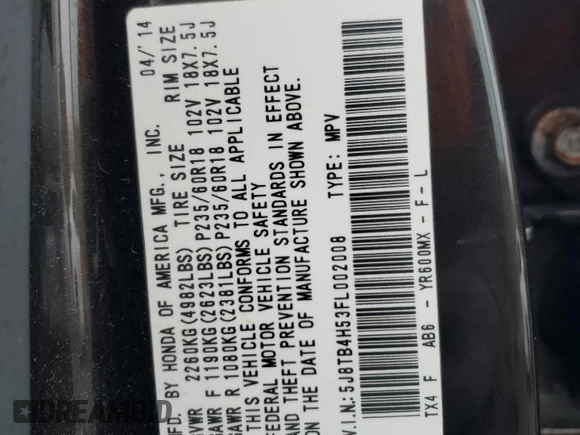 MFD. BY HONDA OF AMERICA MFG., INC. 04/'14
GVWR 2260KG(4982LBS) TIRE SIZE RIM SIZE
GAWR F 1190KG(2623LBS) P235/60R18 102V 18X7.5J
GAWR R 1080KG(2381LBS) P235/60R18 102V 18X7.5J
THIS VEHICLE CONFORMS TO ALL APPLICABLE
FEDERAL MOTOR VEHICLE SAFETY
AND THEFT PREVENTION STANDARDS IN EFFECT
ON THE DATE OF MANUFACTURE SHOWN ABOVE.
V.I.N.: 5J8TB4H53FL002008 TYPE: MPV
TX4 F AB6 - YR600MX - F-L
DEALERS AUCTION